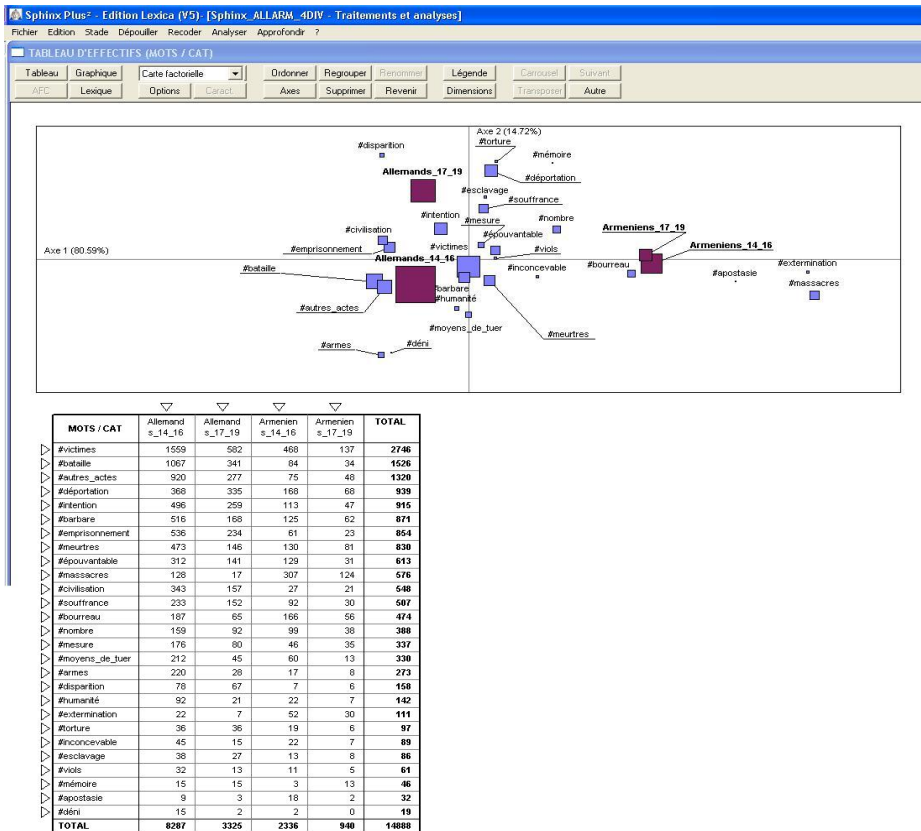 Sphinx Plus² - Edition Lexica (V5)- [Sphinx_ALLARM_4DIV - Traitements et analyses]
Fichier Edition Stade Dépouiller Recoder Analyser Approfondir ?
TABLEAU D'EFFECTIFS (MOTS / CAT)
Tableau Graphique Carte factorielle Ordonner Regrouper Renommer Légende Carrousel Suivant
AFC Lexique Options Caract. Axes Supprimer Revenir Dimensions Transposer Autre
Axe 2 (14.72%)
#torture
#disparition
#mémoire
Allemands_17_19
#déportation
#esclavage
#souffrance
#intention
#mesure
#nombre
#civilisation
#épouvantable
Armeniens_17_19
#emprisonnement
#victimes
#viols
Armeniens_14_16
Axe 1 (80.59%)
Allemands_14_16
#bataille
#inconcevable
#bourreau
#extermination
#apostasie
#massacres
#barbare
#humanité
#autres_actes
#moyens_de_tuer
#meurtres
#armes
#déni
MOTS / CAT Allemand s_14_16 Allemand s_17_19 Armenien s_14_16 Armenien s_17_19 TOTAL
#victimes 1559 582 468 137 2746
#bataille 1067 341 84 34 1526
#autres_actes 920 277 75 48 1320
#déportation 368 335 168 68 939
#intention 496 259 113 47 915
#barbare 516 168 125 62 871
#emprisonnement 536 234 61 23 854
#meurtres 473 146 130 81 830
#épouvantable 312 141 129 31 613
#massacres 128 17 307 124 576
#civilisation 343 157 27 21 548
#souffrance 233 152 92 30 507
#bourreau 187 65 166 56 474
#nombre 159 92 99 38 388
#mesure 176 80 46 35 337
#moyens_de_tuer 212 45 60 13 330
#armes 220 28 17 8 273
#disparition 78 67 7 6 158
#humanité 92 21 22 7 142
#extermination 22 7 52 30 111
#torture 36 36 19 6 97
#inconcevable 45 15 22 7 89
#esclavage 38 27 13 8 86
#viols 32 13 11 5 61
#mémoire 15 15 3 13 46
#apostasie 9 3 18 2 32
#déni 15 2 2 0 19
TOTAL 8287 3325 2336 940 14888